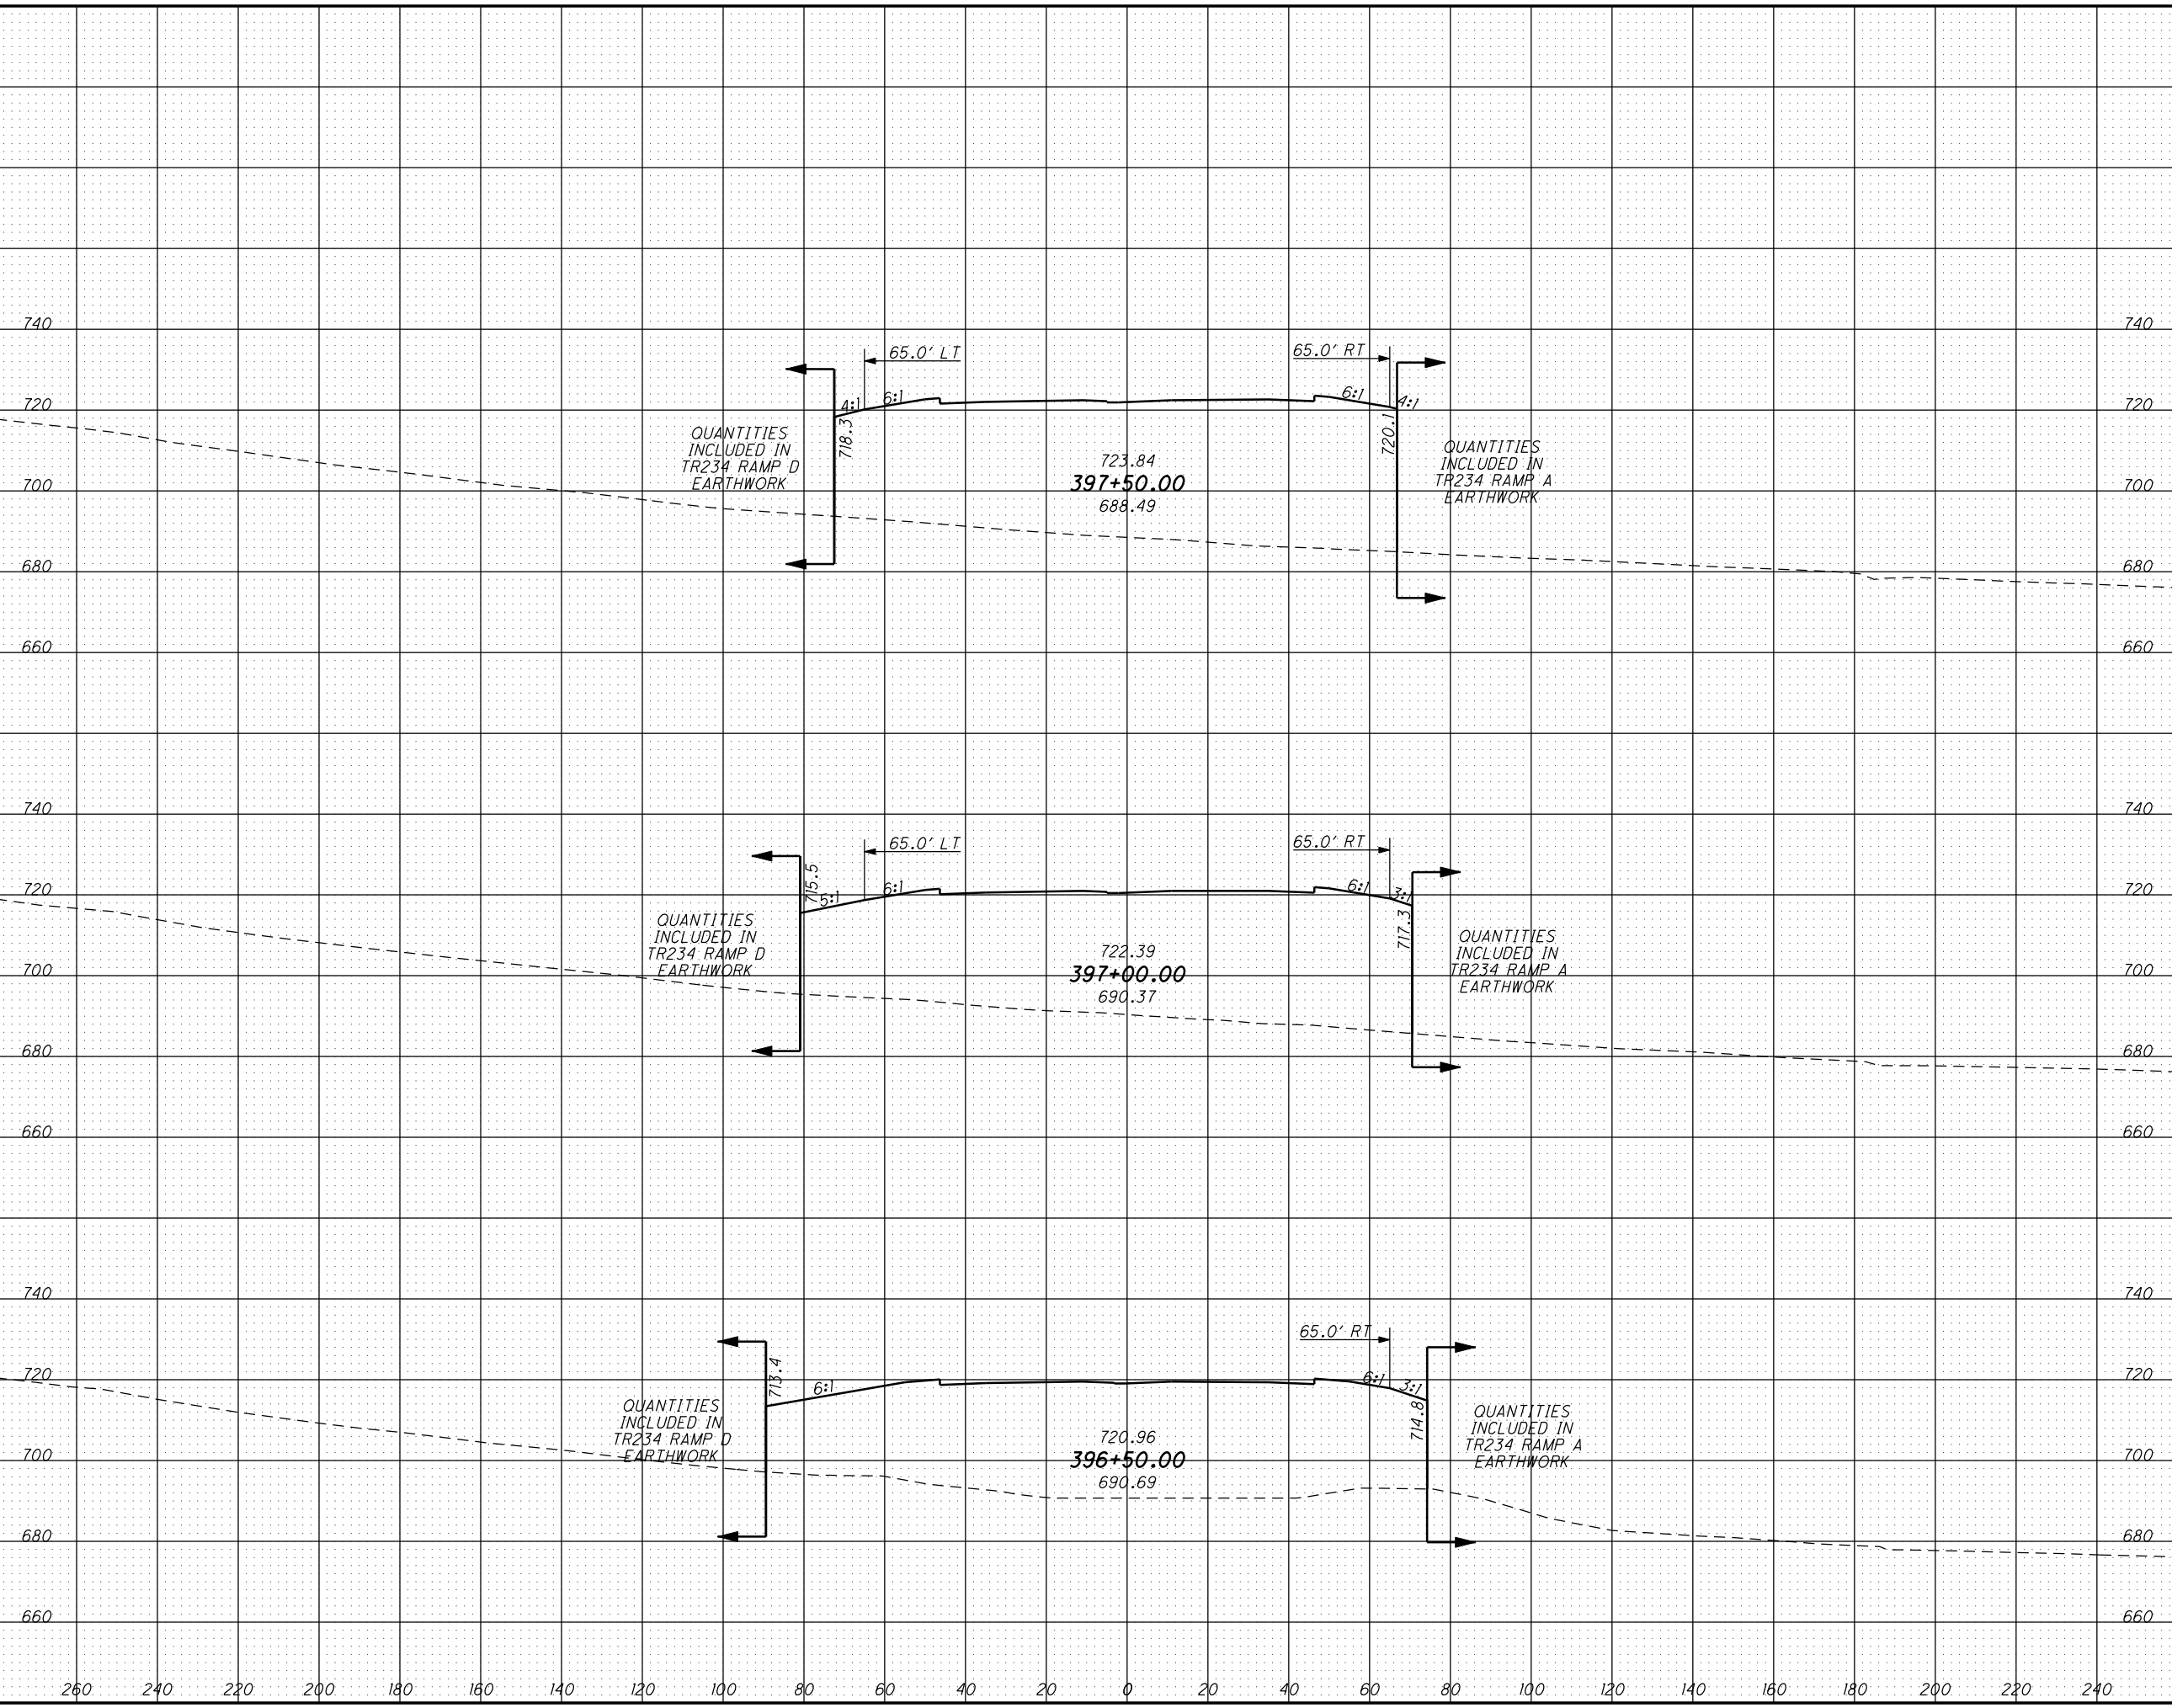 740
740
65.0' LT
65.0' RT
6:1
6:1
4:1
4:1
720
720
718.3
720.1
QUANTITIES
INCLUDED IN
TR234 RAMP D
EARTHWORK
723.84
397+50.00
688.49
QUANTITIES
INCLUDED IN
TR234 RAMP A
EARTHWORK
700
700
680
680
660
660
740
740
65.0' LT
65.0' RT
715.5
5:1
6:1
6:1
3:1
720
720
717.3
QUANTITIES
INCLUDED IN
TR234 RAMP D
EARTHWORK
722.39
397+00.00
690.37
QUANTITIES
INCLUDED IN
TR234 RAMP A
EARTHWORK
700
700
680
680
660
660
740
740
65.0' RT
713.4
6:1
6:1
3:1
720
720
714.8
QUANTITIES
INCLUDED IN
TR234 RAMP D
EARTHWORK
720.96
396+50.00
690.69
QUANTITIES
INCLUDED IN
TR234 RAMP A
EARTHWORK
700
700
680
680
660
660
260 240 220 200 180 160 140 120 100 80 60 40 20 0 20 40 60 80 100 120 140 160 180 200 220 240